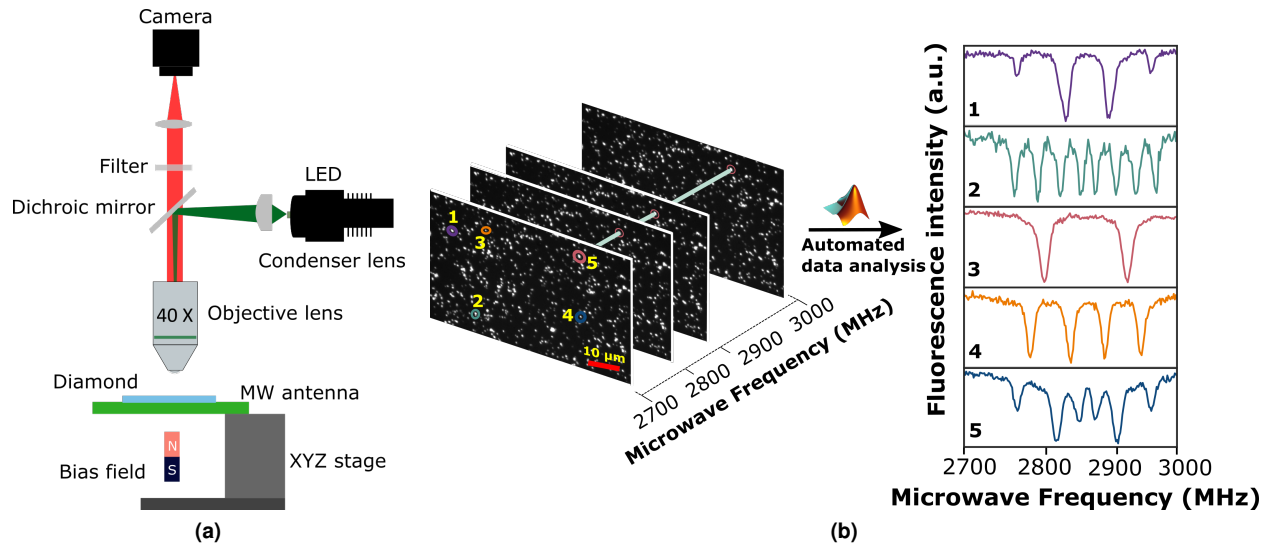 Camera
Filter
Dichroic mirror
LED
Condenser lens
40 X
Objective lens
Diamond
MW antenna
N
S
Bias field
XYZ stage
(a)
1
3
5
2
4
10 µm
2700
2800
2900
3000
Microwave Frequency (MHz)
Automated
data analysis
Fluorescence intensity (a.u.)
1
2
3
4
5
2700 2800 2900 3000
Microwave Frequency (MHz)
(b)